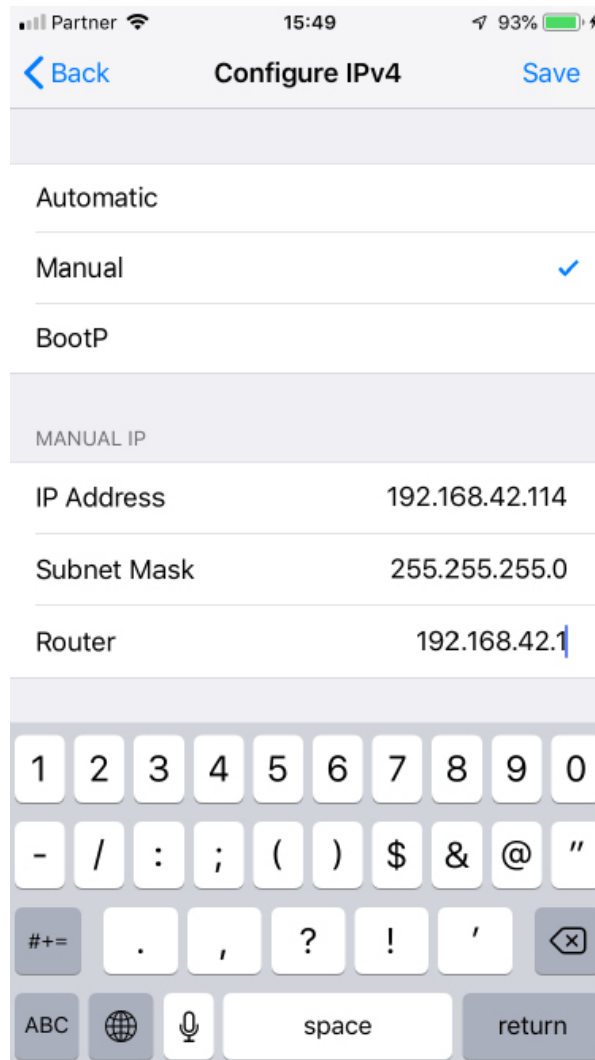 Partner 15:49 93%
Back Configure IPv4 Save
Automatic
Manual
BootP
MANUAL IP
IP Address 192.168.42.114
Subnet Mask 255.255.255.0
Router 192.168.42.1
1 2 3 4 5 6 7 8 9 0
- / : ; ( ) $ & @ "
#+= . , ? ! '
ABC space return